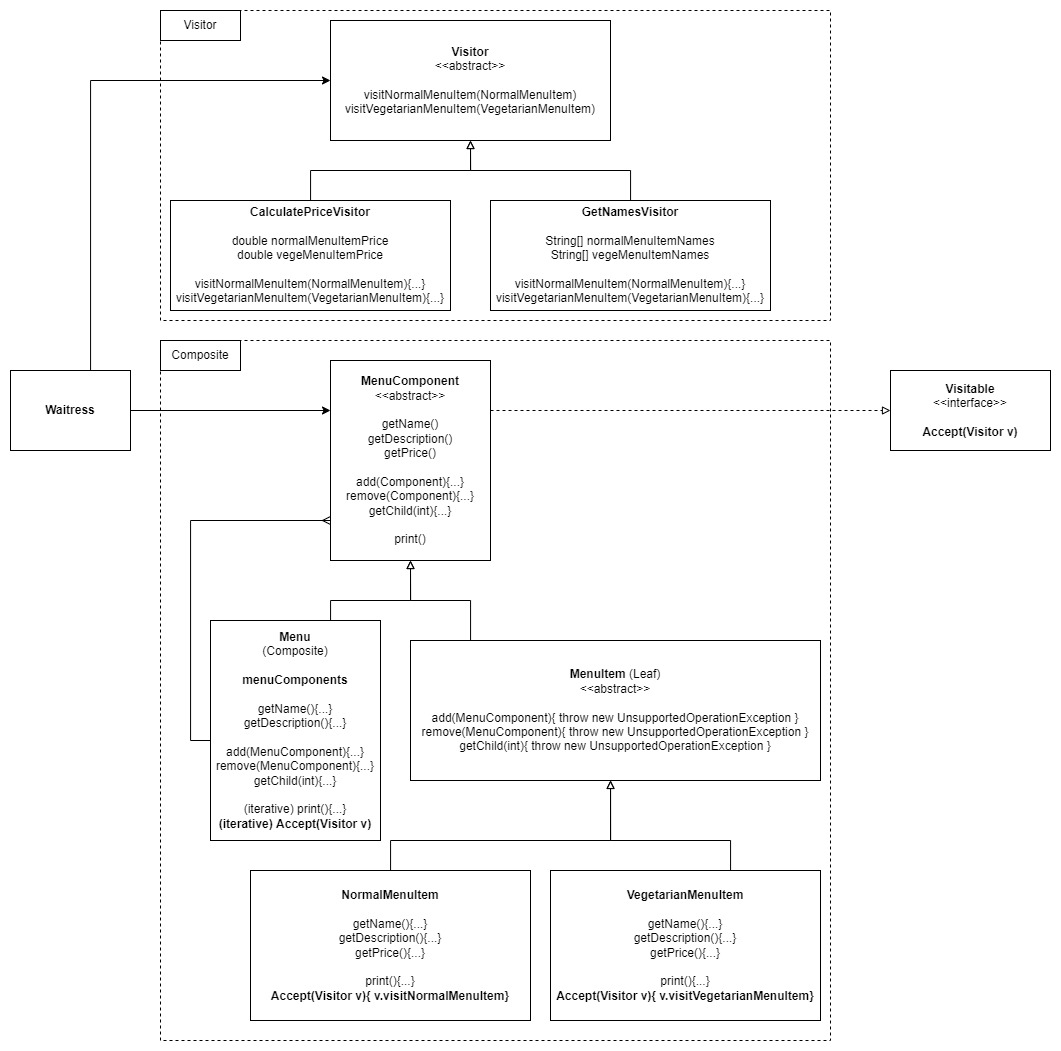 Visitor
Visitor
<<abstract>>
visitNormalMenuItem(NormalMenuItem)
visitVegetarianMenuItem(VegetarianMenuItem)
CalculatePriceVisitor
double normalMenuItemPrice
double vegeMenuItemPrice
visitNormalMenuItem(NormalMenuItem){...}
visitVegetarianMenuItem(VegetarianMenuItem){...}
GetNamesVisitor
String[] normalMenuItemNames
String[] vegeMenuItemNames
visitNormalMenuItem(NormalMenuItem){...}
visitVegetarianMenuItem(VegetarianMenuItem){...}
Composite
Waitress
MenuComponent
<<abstract>>
getName()
getDescription()
getPrice()
add(Component){...}
remove(Component){...}
getChild(int){...}
print()
Visitable
<<interface>>
Accept(Visitor v)
Menu
(Composite)
menuComponents
getName(){...}
getDescription(){...}
add(MenuComponent){...}
remove(MenuComponent){...}
getChild(int){...}
(iterative) print(){...}
(iterative) Accept(Visitor v)
MenuItem (Leaf)
<<abstract>>
add(MenuComponent){ throw new UnsupportedOperationException }
remove(MenuComponent){ throw new UnsupportedOperationException }
getChild(int){ throw new UnsupportedOperationException }
NormalMenuItem
getName(){...}
getDescription(){...}
getPrice(){...}
print(){...}
Accept(Visitor v){ v.visitNormalMenuItem}
VegetarianMenuItem
getName(){...}
getDescription(){...}
getPrice(){...}
print(){...}
Accept(Visitor v){ v.visitVegetarianMenuItem}